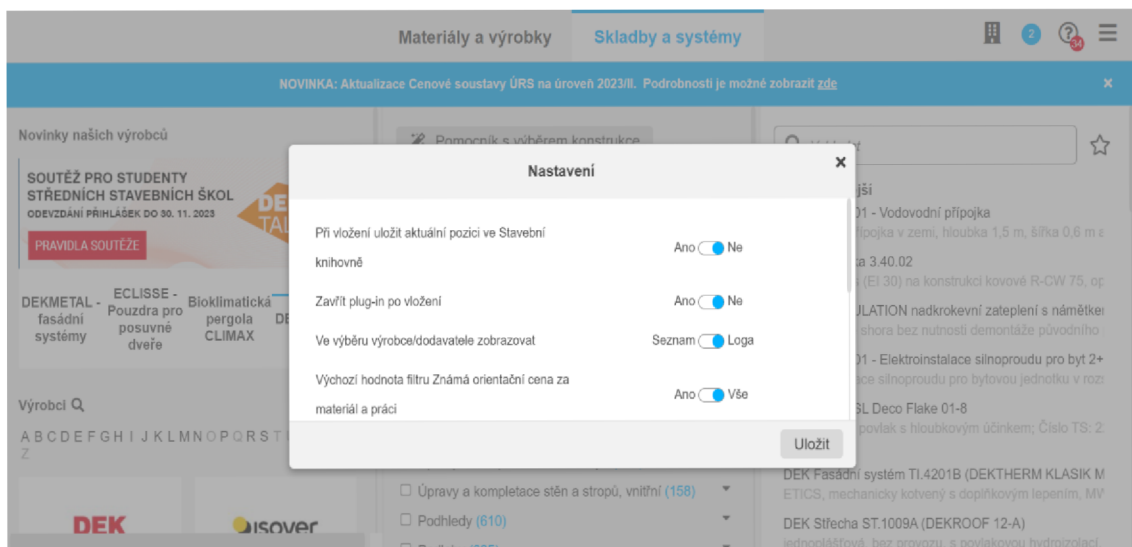 Materiály a výrobky
Skladby a systémy
2
34
NOVINKA: Aktualizace Cenové soustavy ÚRS na úroveň 2023/II. Podrobnosti je možné zobrazit zde
Novinky našich výrobců
SOUTĚŽ PRO STUDENTY
STŘEDNÍCH STAVEBNÍCH ŠKOL
ODEVZDÁNÍ PŘIHLÁŠEK DO 30. 11. 2023
PRAVIDLA SOUTĚŽE
DE
TAL
DEKMETAL -
fasádní
systémy
ECLISSE -
Pouzdra pro
posuvné
dveře
Bioklimatická
pergola
CLIMAX
DE
Výrobci
A B C D E F G H I J K L M N O P Q R S T
Z
DEK
isover
Pomocník s výběrem konstrukce
Nastavení
Při vložení uložit aktuální pozici ve Stavební
knihovně
Ano Ne
Zavřít plug-in po vložení
Ano Ne
Ve výběru výrobce/dodavatele zobrazovat
Seznam Loga
Výchozí hodnota filtru Známá orientační cena za
materiál a práci
Ano Vše
Uložit
Úpravy a kompletace stěn a stropů, vnitřní (158)
Podhledy (610)
jší
01 - Vodovodní přípojka
řípojka v zemi, hloubka 1,5 m, šířka 0,6 m
a 3.40.02
(EI 30) na konstrukci kovové R-CW 75, op
ULATION nadkrokevní zateplení s námětke
shora bez nutnosti demontáže původního
01 - Elektroinstalace silnoproudu pro byt 2+
ce silnoproudu pro bytovou jednotku v roz
SL Deco Flake 01-8
povlak s hloubkovým účinkem; Číslo TS: 2.
DEK Fasádní systém TI.4201B (DEKTHERM KLASIK M
ETICS, mechanicky kotvený s doplňkovým lepením, MV
DEK Střecha ST.1009A (DEKROOF 12-A)
jednoplášťová, bez provozu, s povlakovou hydroizolací